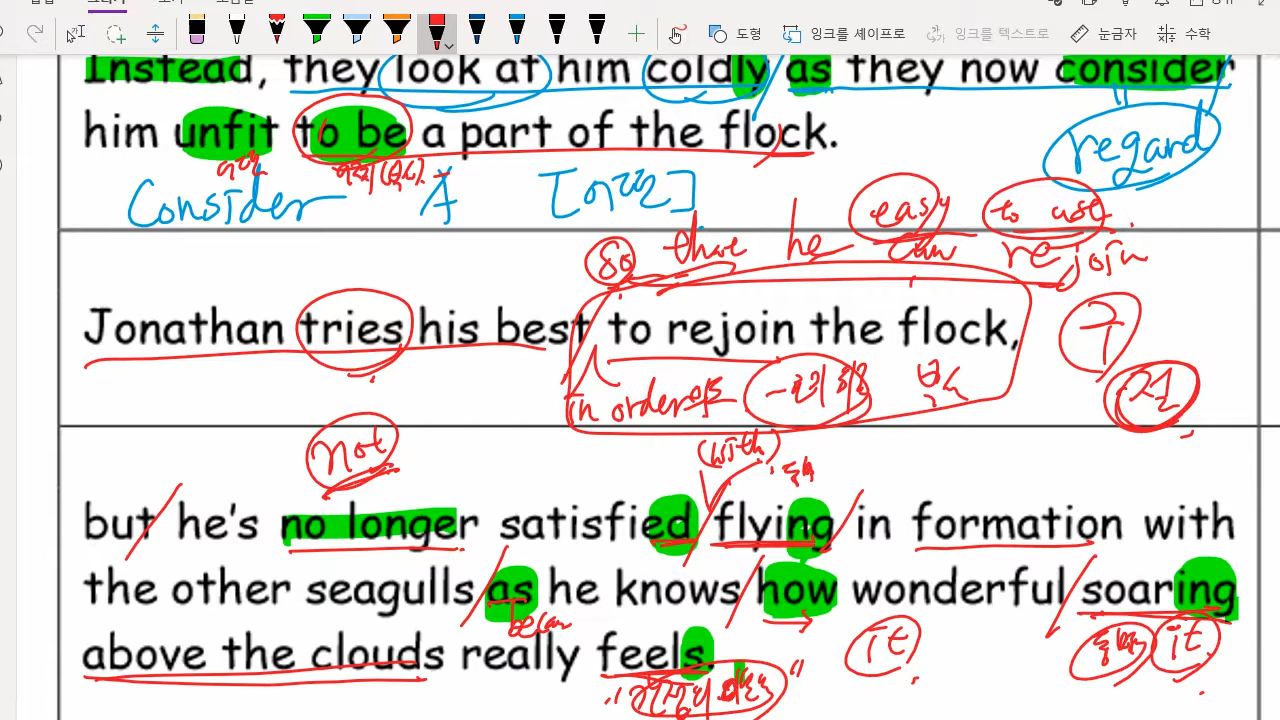 도형 잉크를 셰이프로 잉크를 텍스트로 눈금자 수학
Instead, they look at him coldly as they now consider
him unfit to be a part of the flock.
regard
Consider A [어떤]
easy to use.
so that he can rejoin
Jonathan tries his best to rejoin the flock,
구
in order 전
not
(with)
but he's no longer satisfied flying in formation with
the other seagulls as he knows how wonderful soaring
it it
above the clouds really feels.